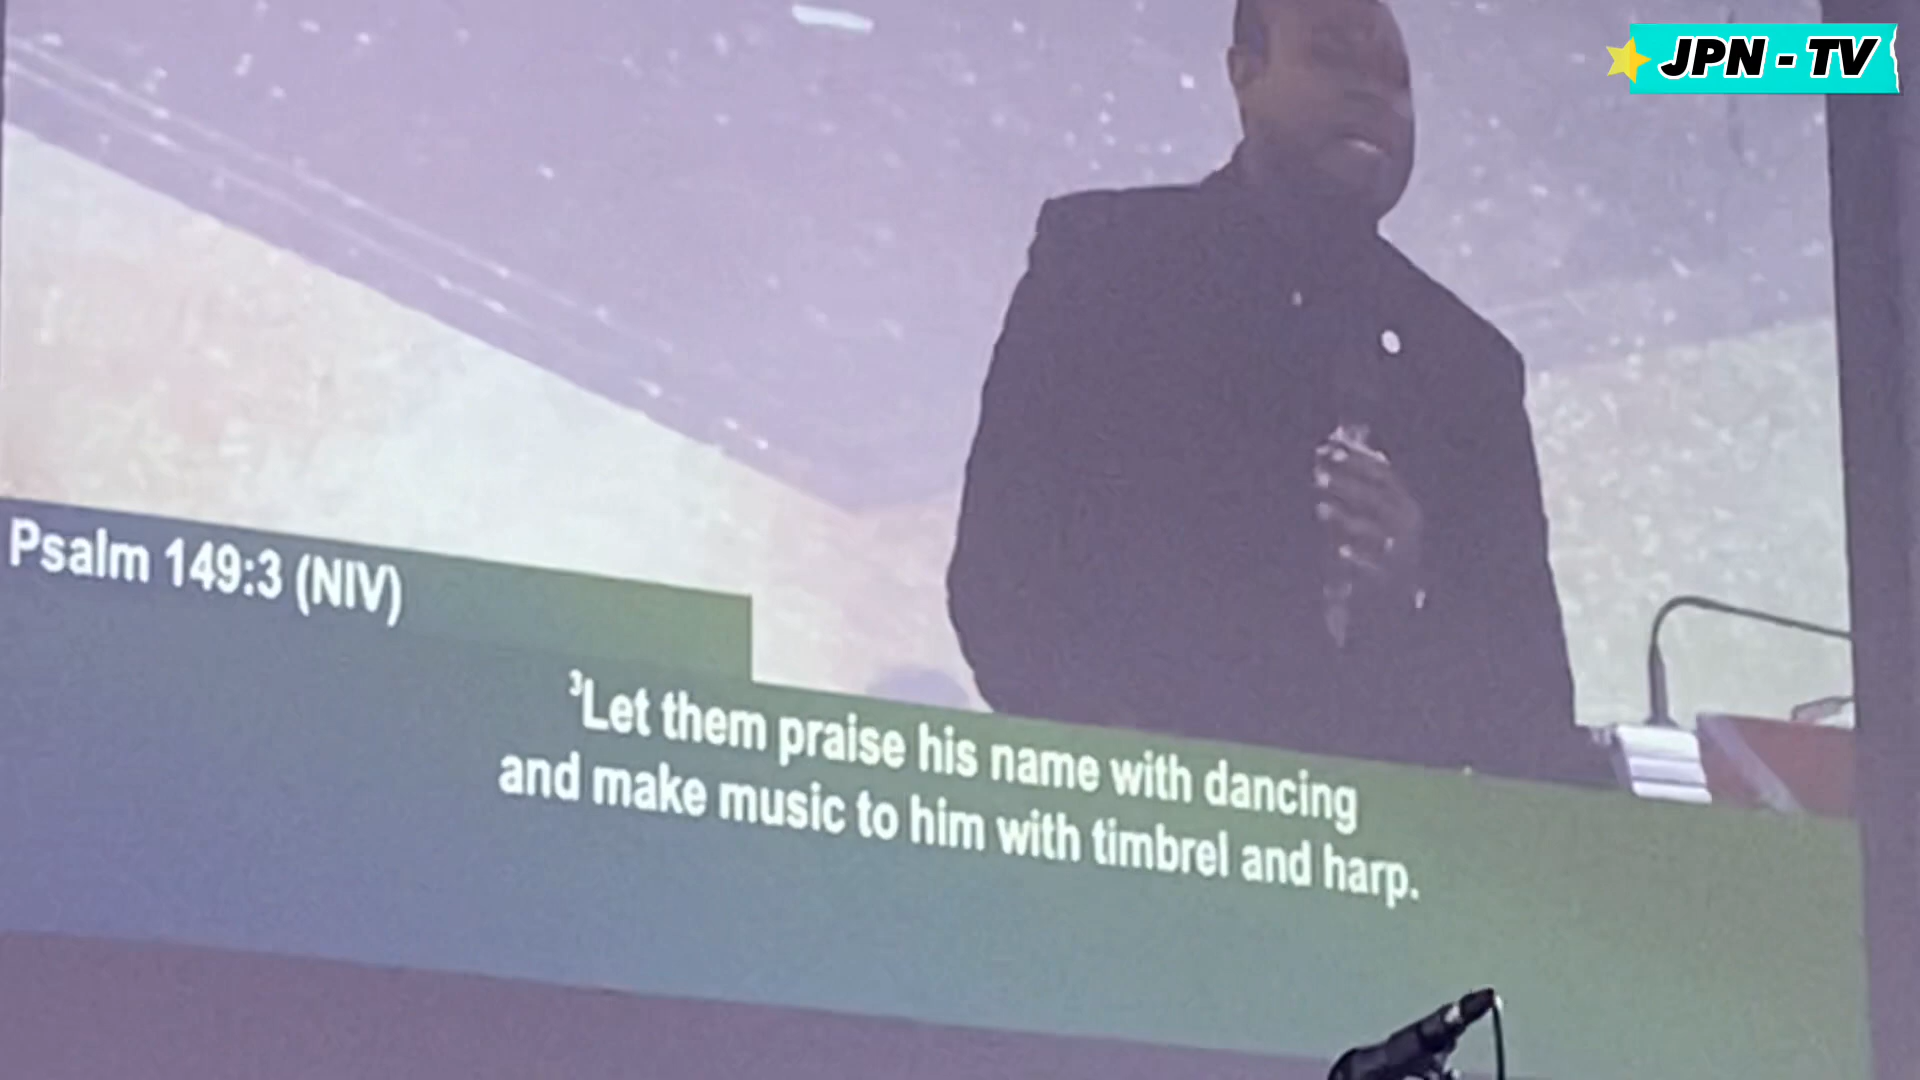 JPN - TV
Psalm 149:3 (NIV)
³Let them praise his name with dancing
and make music to him with timbrel and harp.